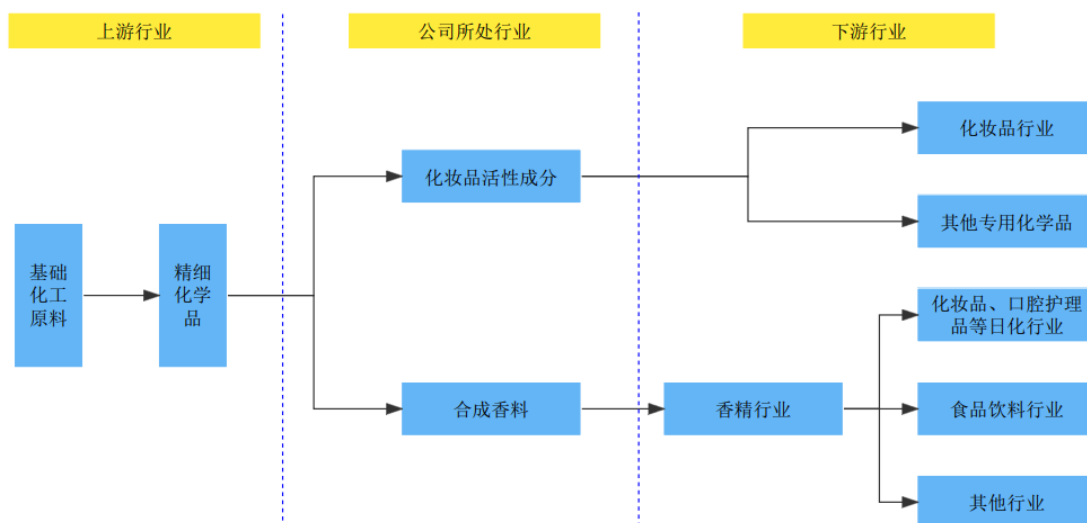 上游行业
公司所处行业
下游行业
化妆品行业
化妆品活性成分
其他专用化学品
基础
化工
原料
精细
化学
品
化妆品、口腔护理
品等日化行业
合成香料
香精行业
食品饮料行业
其他行业